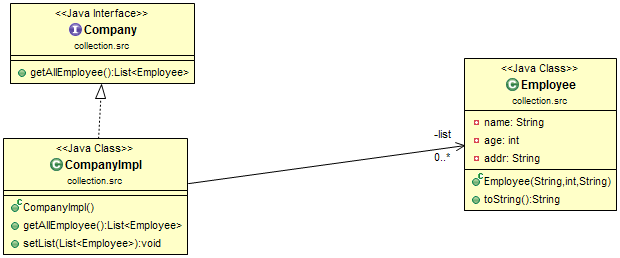 <<Java Interface>>
Company
collection.src
getAllEmployee():List<Employee>
<<Java Class>>
CompanyImpl
collection.src
CompanyImpl()
getAllEmployee():List<Employee>
setList(List<Employee>):void
-list
0..*
<<Java Class>>
Employee
collection.src
name: String
age: int
addr: String
Employee(String,int,String)
toString():String